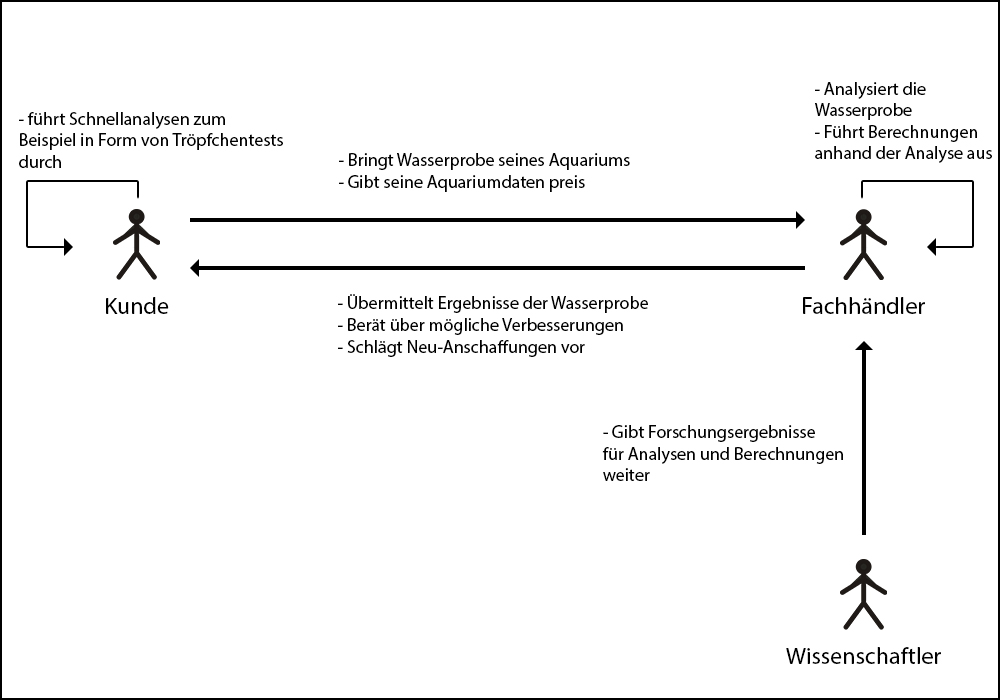 - führt Schnellanalysen zum
Beispiel in Form von Tröpfchentests
durch
- Bringt Wasserprobe seines Aquariums
- Gibt seine Aquariumdaten preis
- Analysiert die
Wasserprobe
- Führt Berechnungen
anhand der Analyse aus
Kunde
Fachhändler
- Übermittelt Ergebnisse der Wasserprobe
- Berät über mögliche Verbesserungen
- Schlägt Neu-Anschaffungen vor
- Gibt Forschungsergebnisse
für Analysen und Berechnungen
weiter
Wissenschaftler